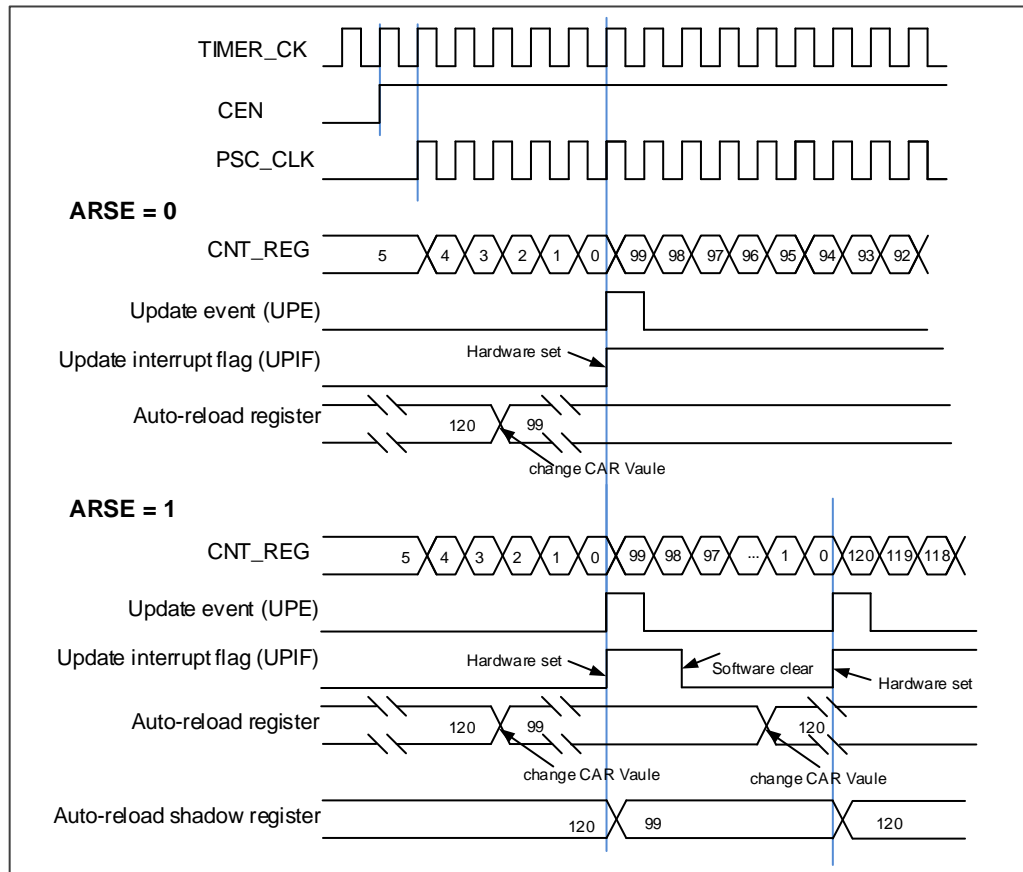 TIMER_CK
CEN
PSC_CLK
ARSE = 0
CNT_REG 5 4 3 2 1 0 99 98 97 96 95 94 93 92
Update event (UPE)
Update interrupt flag (UPIF) Hardware set
Auto-reload register 120 99
change CAR Vaule
ARSE = 1
CNT_REG 5 4 3 2 1 0 99 98 97 ... 1 0 120 119 118
Update event (UPE)
Update interrupt flag (UPIF) Hardware set Software clear Hardware set
Auto-reload register 120 99 120
change CAR Vaule change CAR Vaule
Auto-reload shadow register 120 99 120